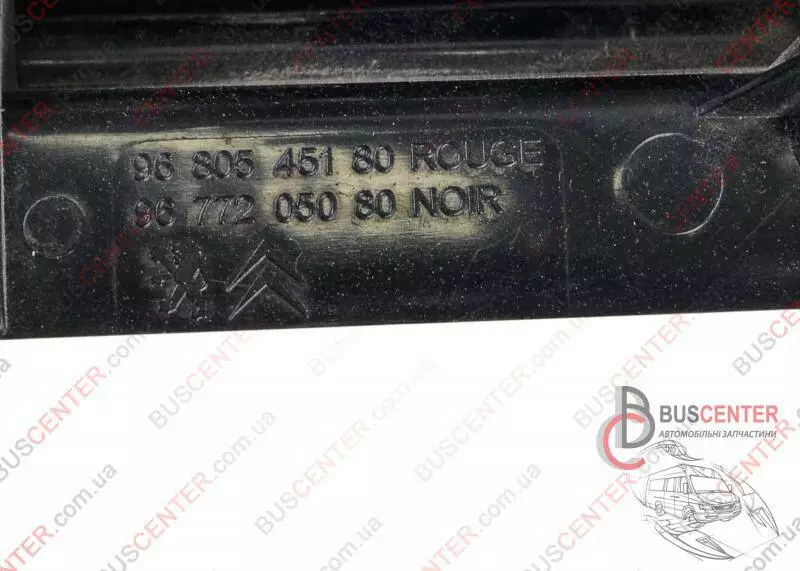 96 805 451 80 ROUGE
96 772 050 80 NOIR
BUSCENTER
АВТОМОБІЛЬНІ ЗАПЧАСТИНИ
BUSCENTER.com.ua